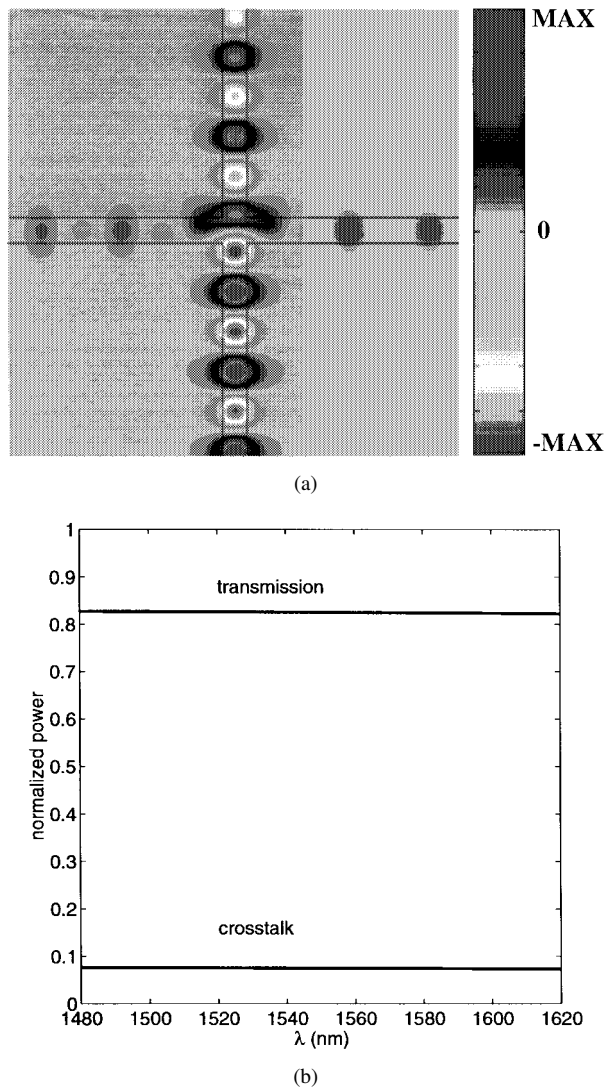 MAX
0
-MAX
(a)
1
0.9
0.8
0.7
0.6
0.5
0.4
0.3
0.2
0.1
0
normalized power
transmission
crosstalk
1480 1500 1520 1540 1560 1580 1600 1620
λ (nm)
(b)